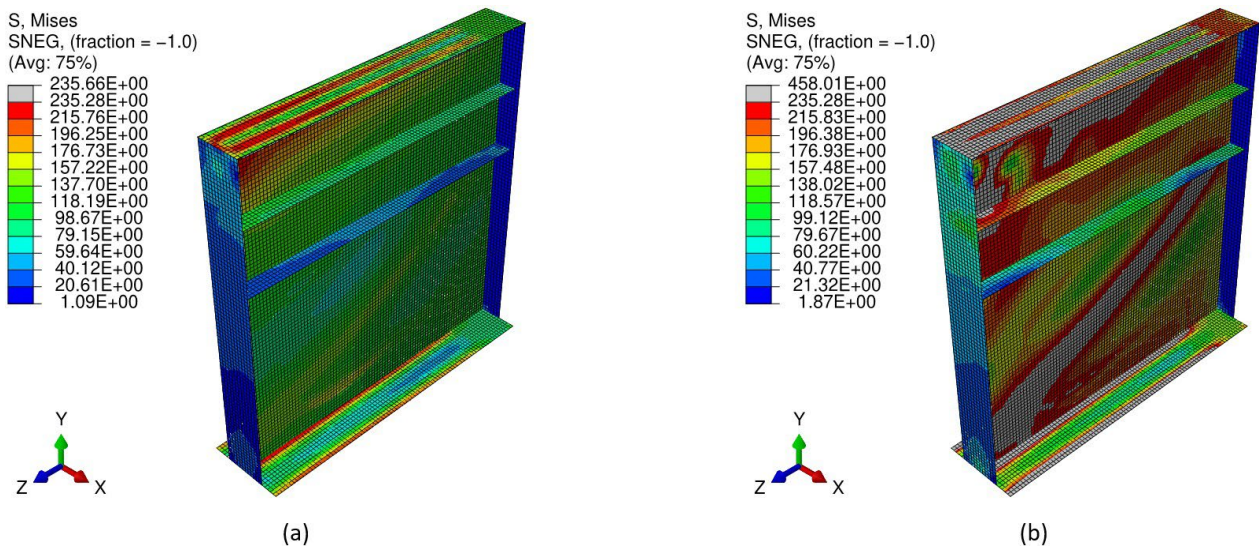 S, Mises
SNEG, (fraction = −1.0)
(Avg: 75%)
235.66E+00
235.28E+00
215.76E+00
196.25E+00
176.73E+00
157.22E+00
137.70E+00
118.19E+00
98.67E+00
79.15E+00
59.64E+00
40.12E+00
20.61E+00
1.09E+00
Y
Z
X
(a)
S, Mises
SNEG, (fraction = −1.0)
(Avg: 75%)
458.01E+00
235.28E+00
215.83E+00
196.38E+00
176.93E+00
157.48E+00
138.02E+00
118.57E+00
99.12E+00
79.67E+00
60.22E+00
40.77E+00
21.32E+00
1.87E+00
Y
Z
X
(b)